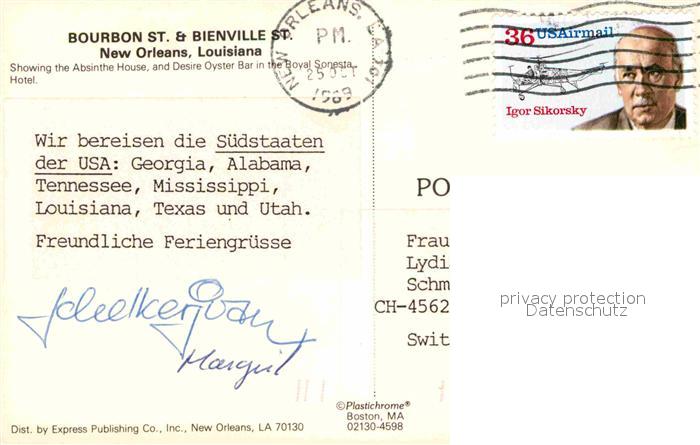 BOURBON ST. & BIENVILLE ST.
New Orleans, Louisiana
Showing the Absinthe House, and Desire Oyster Bar in the Royal Sonesta
Hotel.
NEW ORLEANS, LA 701
PM
25 OCT
1989
36 USAirmail
Igor Sikorsky
Wir bereisen die Südstaaten
der USA: Georgia, Alabama,
Tennessee, Mississippi,
Louisiana, Texas und Utah.
Freundliche Feriengrüsse
Margrit
PO
Frau
Lydi
Schm
CH-4562
Swit
privacy protection
Datenschutz
©Plastichrome®
Boston, MA
02130-4598
Dist. by Express Publishing Co., Inc., New Orleans, LA 70130